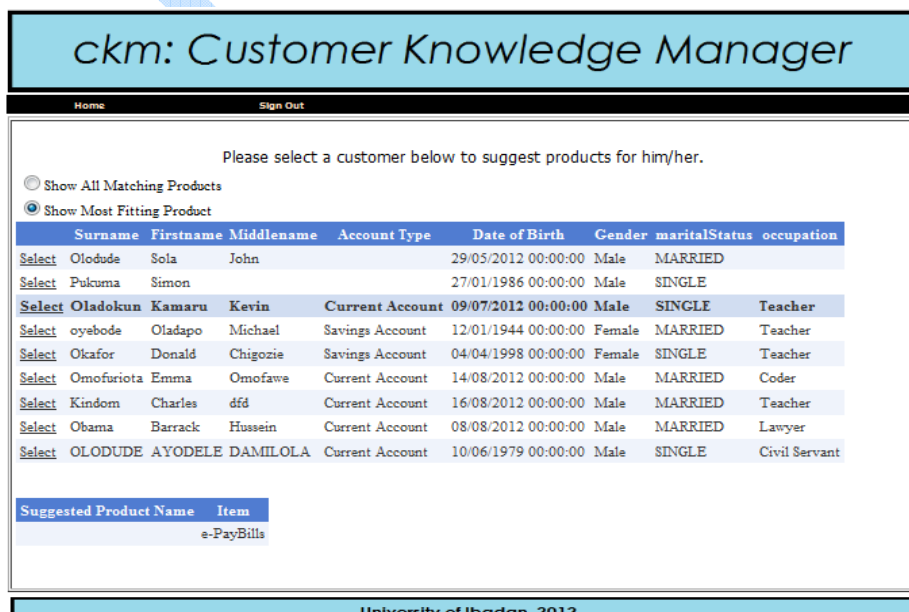 ckm: Customer Knowledge Manager
Home Sign Out
Please select a customer below to suggest products for him/her.
Show All Matching Products
Show Most Fitting Product
Surname Firstname Middlename Account Type Date of Birth Gender maritalStatus occupation
Select Olodude Sola John 29/05/2012 00:00:00 Male MARRIED
Select Pukuma Simon 27/01/1986 00:00:00 Male SINGLE
Select Oladokun Kamaru Kevin Current Account 09/07/2012 00:00:00 Male SINGLE Teacher
Select oyebode Oladapo Michael Savings Account 12/01/1944 00:00:00 Female MARRIED Teacher
Select Okafor Donald Chigozie Savings Account 04/04/1998 00:00:00 Female SINGLE Teacher
Select Omofuriota Emma Omofawe Current Account 14/08/2012 00:00:00 Male MARRIED Coder
Select Kindom Charles dfd Current Account 16/08/2012 00:00:00 Male MARRIED Teacher
Select Obama Barrack Hussein Current Account 08/08/2012 00:00:00 Male MARRIED Lawyer
Select OLODUDE AYODELE DAMILOLA Current Account 10/06/1979 00:00:00 Male SINGLE Civil Servant
Suggested Product Name Item
e-PayBills
University of Ibadan, 2012